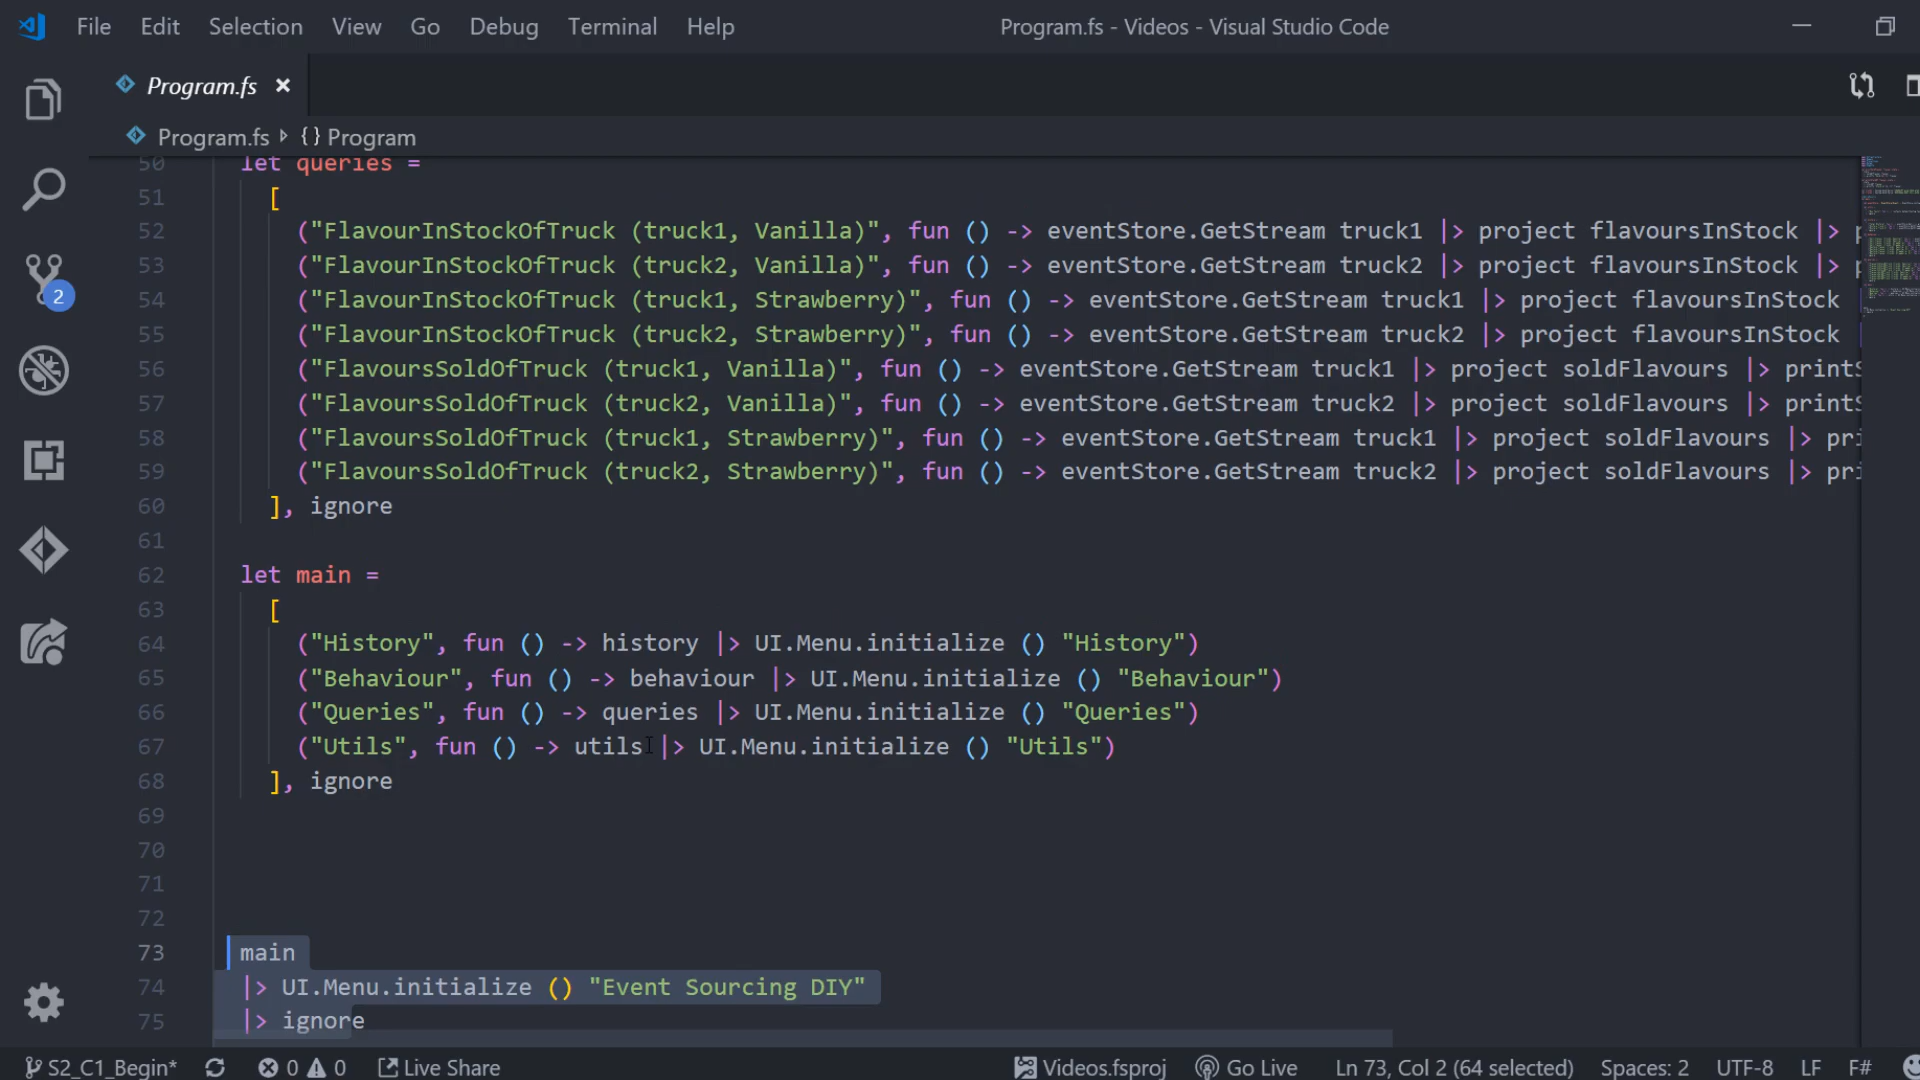 File Edit Selection View Go Debug Terminal Help Program.fs - Videos - Visual Studio Code
Program.fs ×
Program.fs {} Program
50 let queries =
51 [
52 ("FlavourInStockOfTruck (truck1, Vanilla)", fun () -> eventStore.GetStream truck1 |> project flavoursInStock |>
53 ("FlavourInStockOfTruck (truck2, Vanilla)", fun () -> eventStore.GetStream truck2 |> project flavoursInStock |>
54 ("FlavourInStockOfTruck (truck1, Strawberry)", fun () -> eventStore.GetStream truck1 |> project flavoursInStock
55 ("FlavourInStockOfTruck (truck2, Strawberry)", fun () -> eventStore.GetStream truck2 |> project flavoursInStock
56 ("FlavoursSoldOfTruck (truck1, Vanilla)", fun () -> eventStore.GetStream truck1 |> project soldFlavours |> print
57 ("FlavoursSoldOfTruck (truck2, Vanilla)", fun () -> eventStore.GetStream truck2 |> project soldFlavours |> print
58 ("FlavoursSoldOfTruck (truck1, Strawberry)", fun () -> eventStore.GetStream truck1 |> project soldFlavours |> pri
59 ("FlavoursSoldOfTruck (truck2, Strawberry)", fun () -> eventStore.GetStream truck2 |> project soldFlavours |> pri
60 ], ignore
61
62 let main =
63 [
64 ("History", fun () -> history |> UI.Menu.initialize () "History")
65 ("Behaviour", fun () -> behaviour |> UI.Menu.initialize () "Behaviour")
66 ("Queries", fun () -> queries |> UI.Menu.initialize () "Queries")
67 ("Utils", fun () -> utils |> UI.Menu.initialize () "Utils")
68 ], ignore
69
70
71
72
73 main
74 |> UI.Menu.initialize () "Event Sourcing DIY"
75 |> ignore
2
S2_C1_Begin* 0 0 Live Share Videos.fsproj Go Live Ln 73, Col 2 (64 selected) Spaces: 2 UTF-8 LF F#